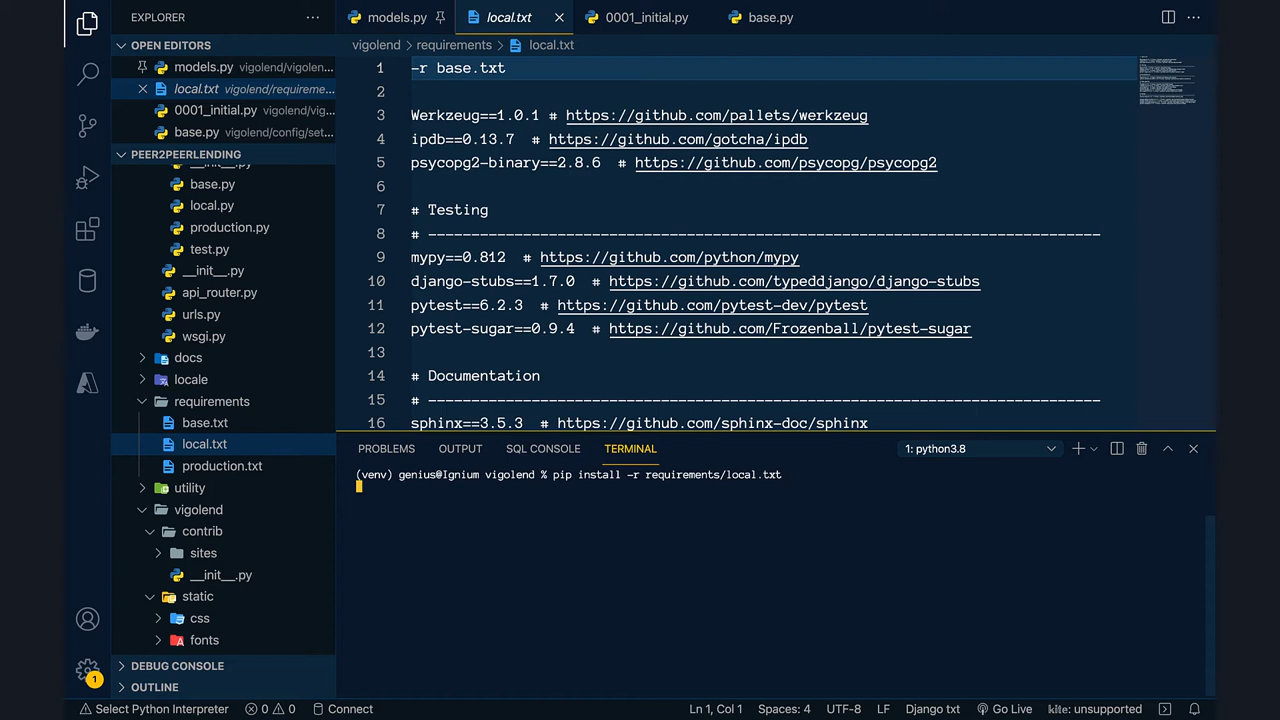 EXPLORER
OPEN EDITORS
models.py vigolend/vigolen...
local.txt vigolend/requireme...
0001_initial.py vigolend/vig...
base.py vigolend/config/set...
PEER2PEERLENDING
__init__.py
base.py
local.py
production.py
test.py
__init__.py
api_router.py
urls.py
wsgi.py
docs
locale
requirements
base.txt
local.txt
production.txt
utility
vigolend
contrib
sites
__init__.py
static
css
fonts
DEBUG CONSOLE
OUTLINE
models.py
local.txt
0001_initial.py
base.py
vigolend requirements local.txt
1 -r base.txt
2
3 Werkzeug==1.0.1 # https://github.com/pallets/werkzeug
4 ipdb==0.13.7 # https://github.com/gotcha/ipdb
5 psycopg2-binary==2.8.6 # https://github.com/psycopg/psycopg2
6
7 # Testing
8 # ------------------------------------------------------------------------------
9 mypy==0.812 # https://github.com/python/mypy
10 django-stubs==1.7.0 # https://github.com/typeddjango/django-stubs
11 pytest==6.2.3 # https://github.com/pytest-dev/pytest
12 pytest-sugar==0.9.4 # https://github.com/Frozenball/pytest-sugar
13
14 # Documentation
15 # ------------------------------------------------------------------------------
16 sphinx==3.5.3 # https://github.com/sphinx-doc/sphinx
PROBLEMS OUTPUT SQL CONSOLE TERMINAL 1: python3.8
(venv) genius@Ignium vigolend % pip install -r requirements/local.txt
1
Select Python Interpreter 0 0 Connect Ln 1, Col 1 Spaces: 4 UTF-8 LF Django txt Go Live kite: unsupported